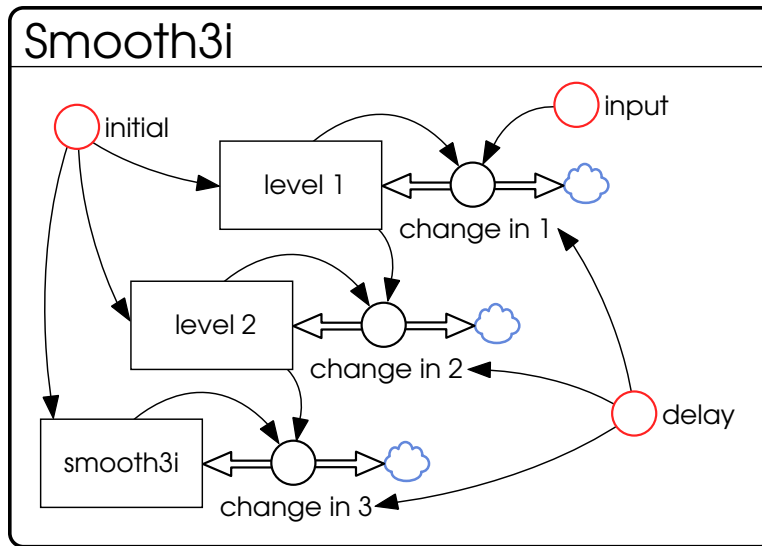 Smooth3i
input
initial
level 1
change in 1
level 2
change in 2
delay
smooth3i
change in 3